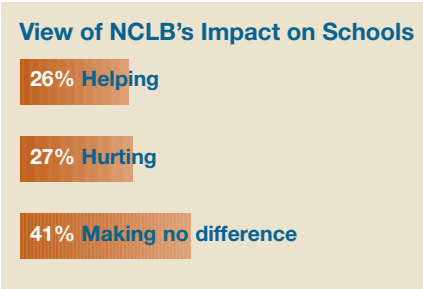 View of NCLB’s Impact on Schools
26% Helping
27% Hurting
41% Making no difference